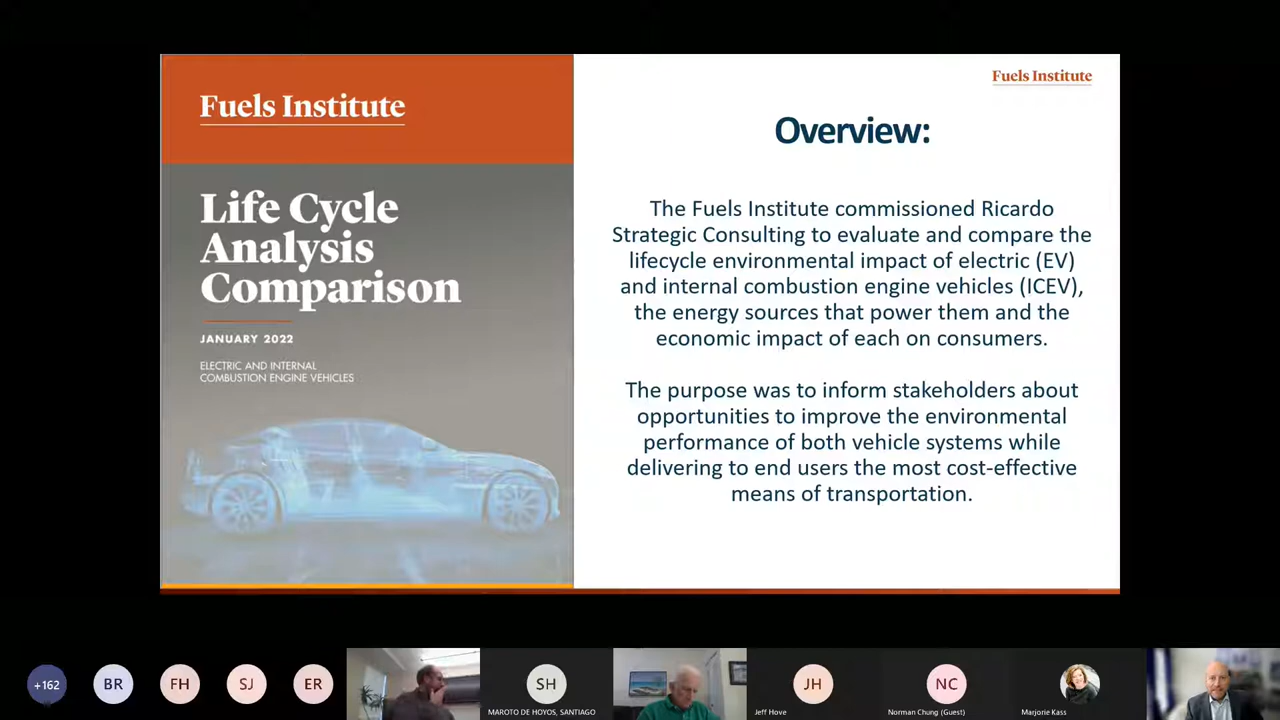 Fuels Institute
Life Cycle
Analysis
Comparison
JANUARY 2022
ELECTRIC AND INTERNAL
COMBUSTION ENGINE VEHICLES
Fuels Institute
Overview:
The Fuels Institute commissioned Ricardo
Strategic Consulting to evaluate and compare the
lifecycle environmental impact of electric (EV)
and internal combustion engine vehicles (ICEV),
the energy sources that power them and the
economic impact of each on consumers.
The purpose was to inform stakeholders about
opportunities to improve the environmental
performance of both vehicle systems while
delivering to end users the most cost-effective
means of transportation.
+162
BR
FH
SJ
ER
SH
MAROTO DE HOYOS, SANTIAGO
JH
Jeff Hove
NC
Norman Chung (Guest)
Marjorie Kass